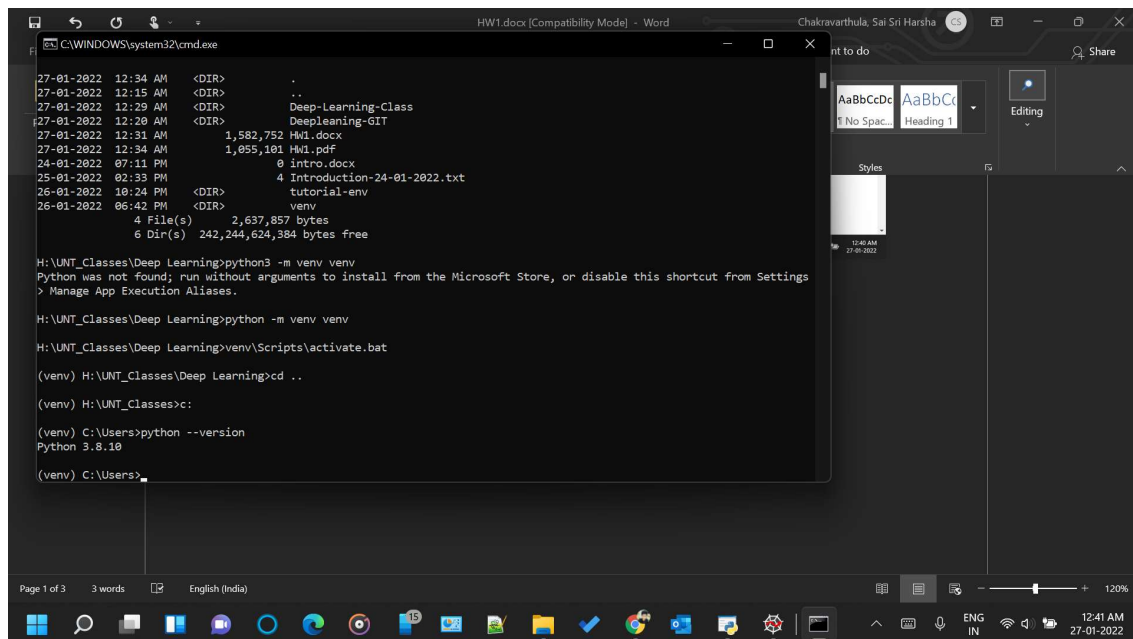 HW1.docx [Compatibility Mode] - Word
Chakravarthula, Sai Sri Harsha
CS
C:\WINDOWS\system32\cmd.exe
nt to do
Share
27-01-2022  12:34 AM    <DIR>          .
27-01-2022  12:15 AM    <DIR>          ..
27-01-2022  12:29 AM    <DIR>          Deep-Learning-Class
27-01-2022  12:20 AM    <DIR>          Deepleaning-GIT
27-01-2022  12:31 AM         1,582,752 HW1.docx
27-01-2022  12:34 AM         1,055,101 HW1.pdf
24-01-2022  07:11 PM                 0 intro.docx
25-01-2022  02:33 PM                 4 Introduction-24-01-2022.txt
26-01-2022  10:24 PM    <DIR>          tutorial-env
26-01-2022  06:42 PM    <DIR>          venv
4 File(s)      2,637,857 bytes
6 Dir(s)  242,244,624,384 bytes free
H:\UNT_Classes\Deep Learning>python3 -m venv venv
Python was not found; run without arguments to install from the Microsoft Store, or disable this shortcut from Settings
> Manage App Execution Aliases.
H:\UNT_Classes\Deep Learning>python -m venv venv
H:\UNT_Classes\Deep Learning>venv\Scripts\activate.bat
(venv) H:\UNT_Classes\Deep Learning>cd ..
(venv) H:\UNT_Classes>c:
(venv) C:\Users>python --version
Python 3.8.10
(venv) C:\Users>
AaBbCcDc AaBbCc
¶ No Spac... Heading 1
Editing
Styles
12:40 AM
27-01-2022
Page 1 of 3
3 words
English (India)
120%
15
ENG
IN
12:41 AM
27-01-2022